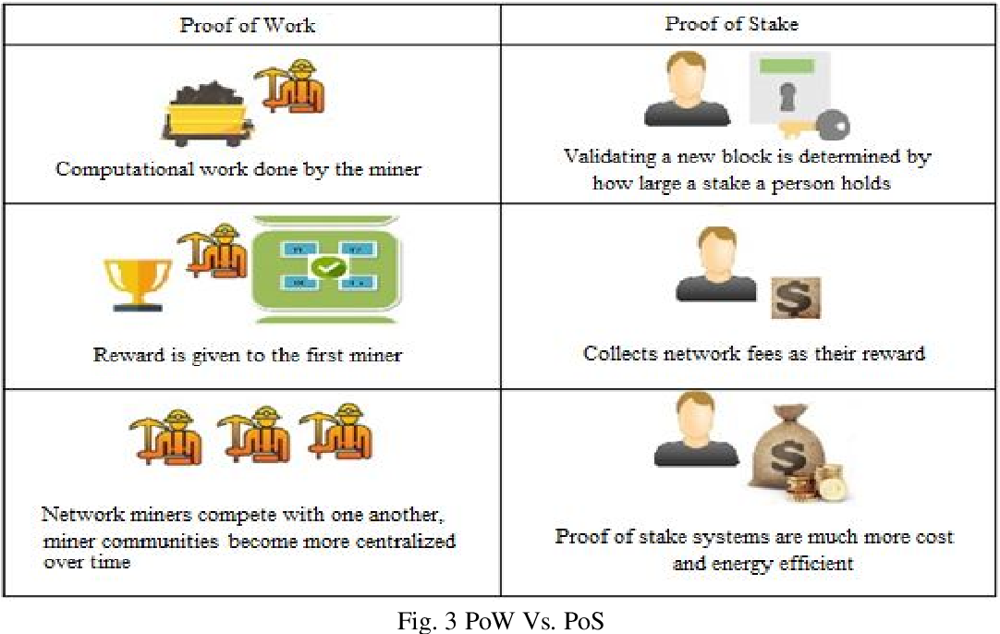 Proof of Work
Proof of Stake
Computational work done by the miner
Validating a new block is determined by
how large a stake a person holds
Reward is given to the first miner
Collects network fees as their reward
Network miners compete with one another,
miner communities become more centralized
over time
Proof of stake systems are much more cost
and energy efficient
$
$
Fig. 3 PoW Vs. PoS